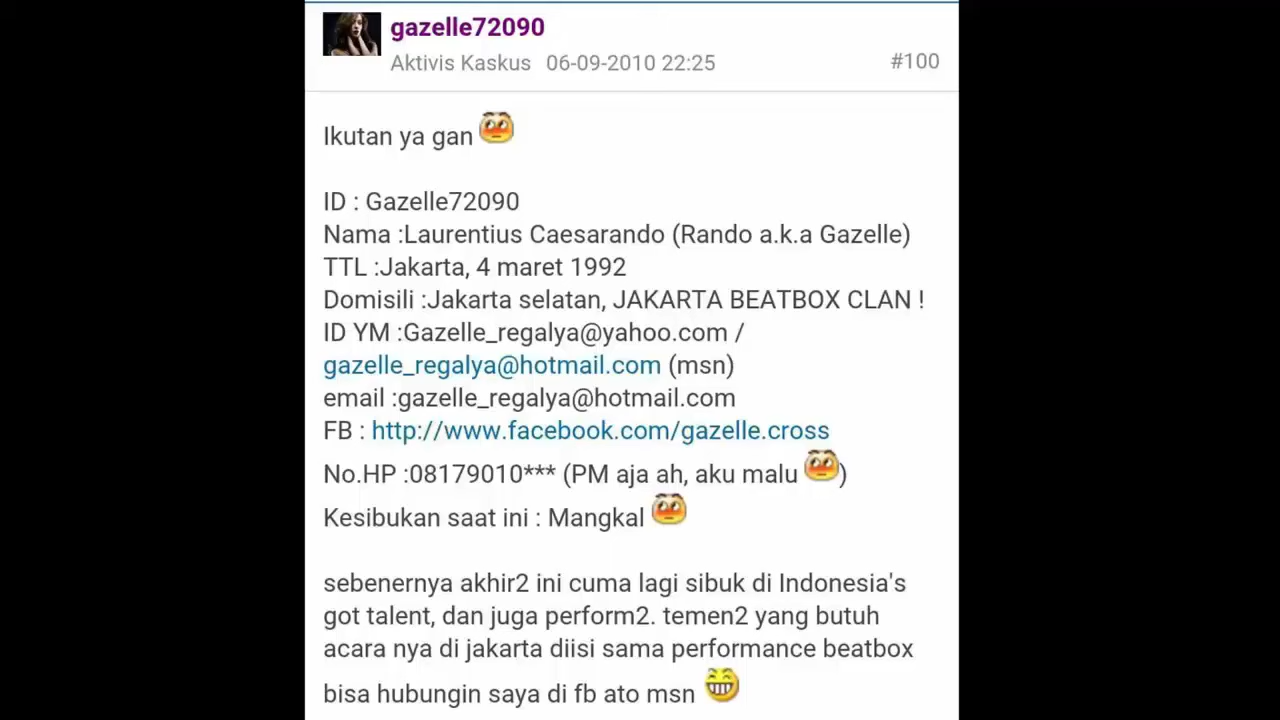 gazelle72090
Aktivis Kaskus 06-09-2010 22:25 #100
Ikutan ya gan
ID : Gazelle72090
Nama :Laurentius Caesarando (Rando a.k.a Gazelle)
TTL :Jakarta, 4 maret 1992
Domisili :Jakarta selatan, JAKARTA BEATBOX CLAN !
ID YM :Gazelle_regalya@yahoo.com /
gazelle_regalya@hotmail.com (msn)
email :gazelle_regalya@hotmail.com
FB : http://www.facebook.com/gazelle.cross
No.HP :08179010*** (PM aja ah, aku malu )
Kesibukan saat ini : Mangkal
sebenernya akhir2 ini cuma lagi sibuk di Indonesia's
got talent, dan juga perform2. temen2 yang butuh
acara nya di jakarta diisi sama performance beatbox
bisa hubungin saya di fb ato msn